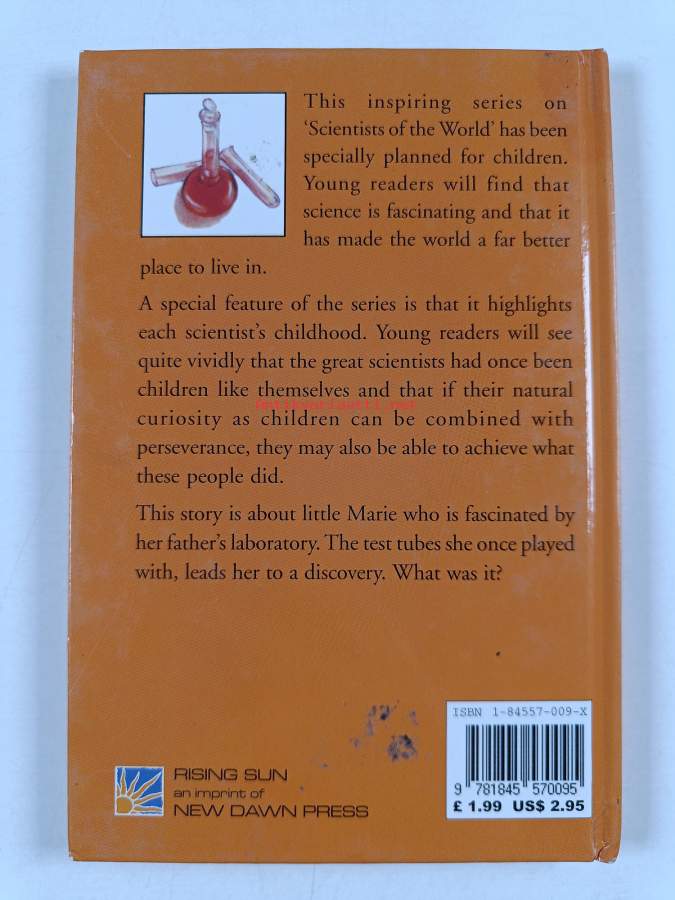 This inspiring series on
‘Scientists of the World’ has been
specially planned for children.
Young readers will find that
science is fascinating and that it
has made the world a far better
place to live in.
A special feature of the series is that it highlights
each scientist’s childhood. Young readers will see
quite vividly that the great scientists had once been
children like themselves and that if their natural
curiosity as children can be combined with
perseverance, they may also be able to achieve what
these people did.
This story is about little Marie who is fascinated by
her father’s laboratory. The test tubes she once played
with, leads her to a discovery. What was it?
ISBN 1-84557-009-X
9 781845 570095
£ 1.99 US$ 2.95
RISING SUN
an imprint of
NEW DAWN PRESS